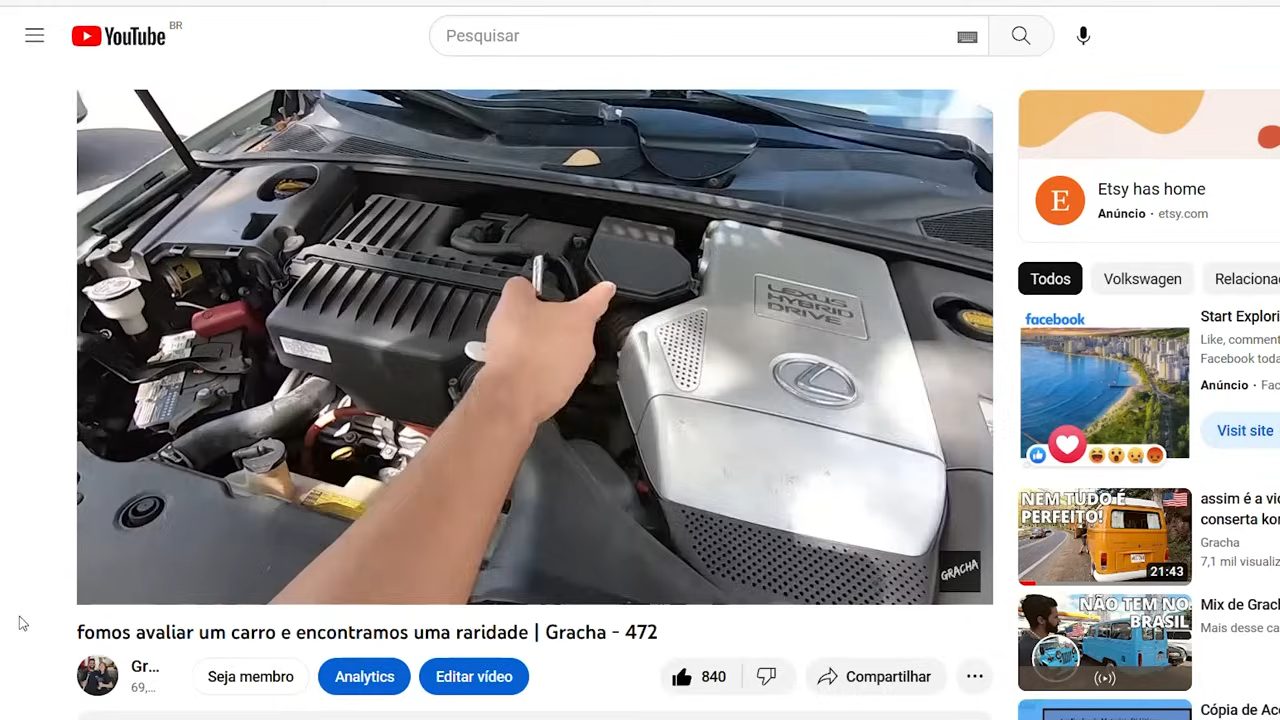 YouTube BR
Pesquisar
LEXUS
HYBRID
DRIVE
GRACHA
fomos avaliar um carro e encontramos uma raridade | Gracha - 472
Gr...
69,...
Seja membro
Analytics
Editar vídeo
840
Compartilhar
E
Etsy has home
Anúncio · etsy.com
Todos
Volkswagen
Relaciona
facebook
Start Explori
Like, comment
Facebook toda
Anúncio · Fac
Visit site
NEM TUDO É
PERFEITO!
21:43
assim é a vi
conserta kor
Gracha
7,1 mil visualiz
NÃO TEM NO
BRASIL
Mix de Grach
Mais desse ca
Cópia de Ac